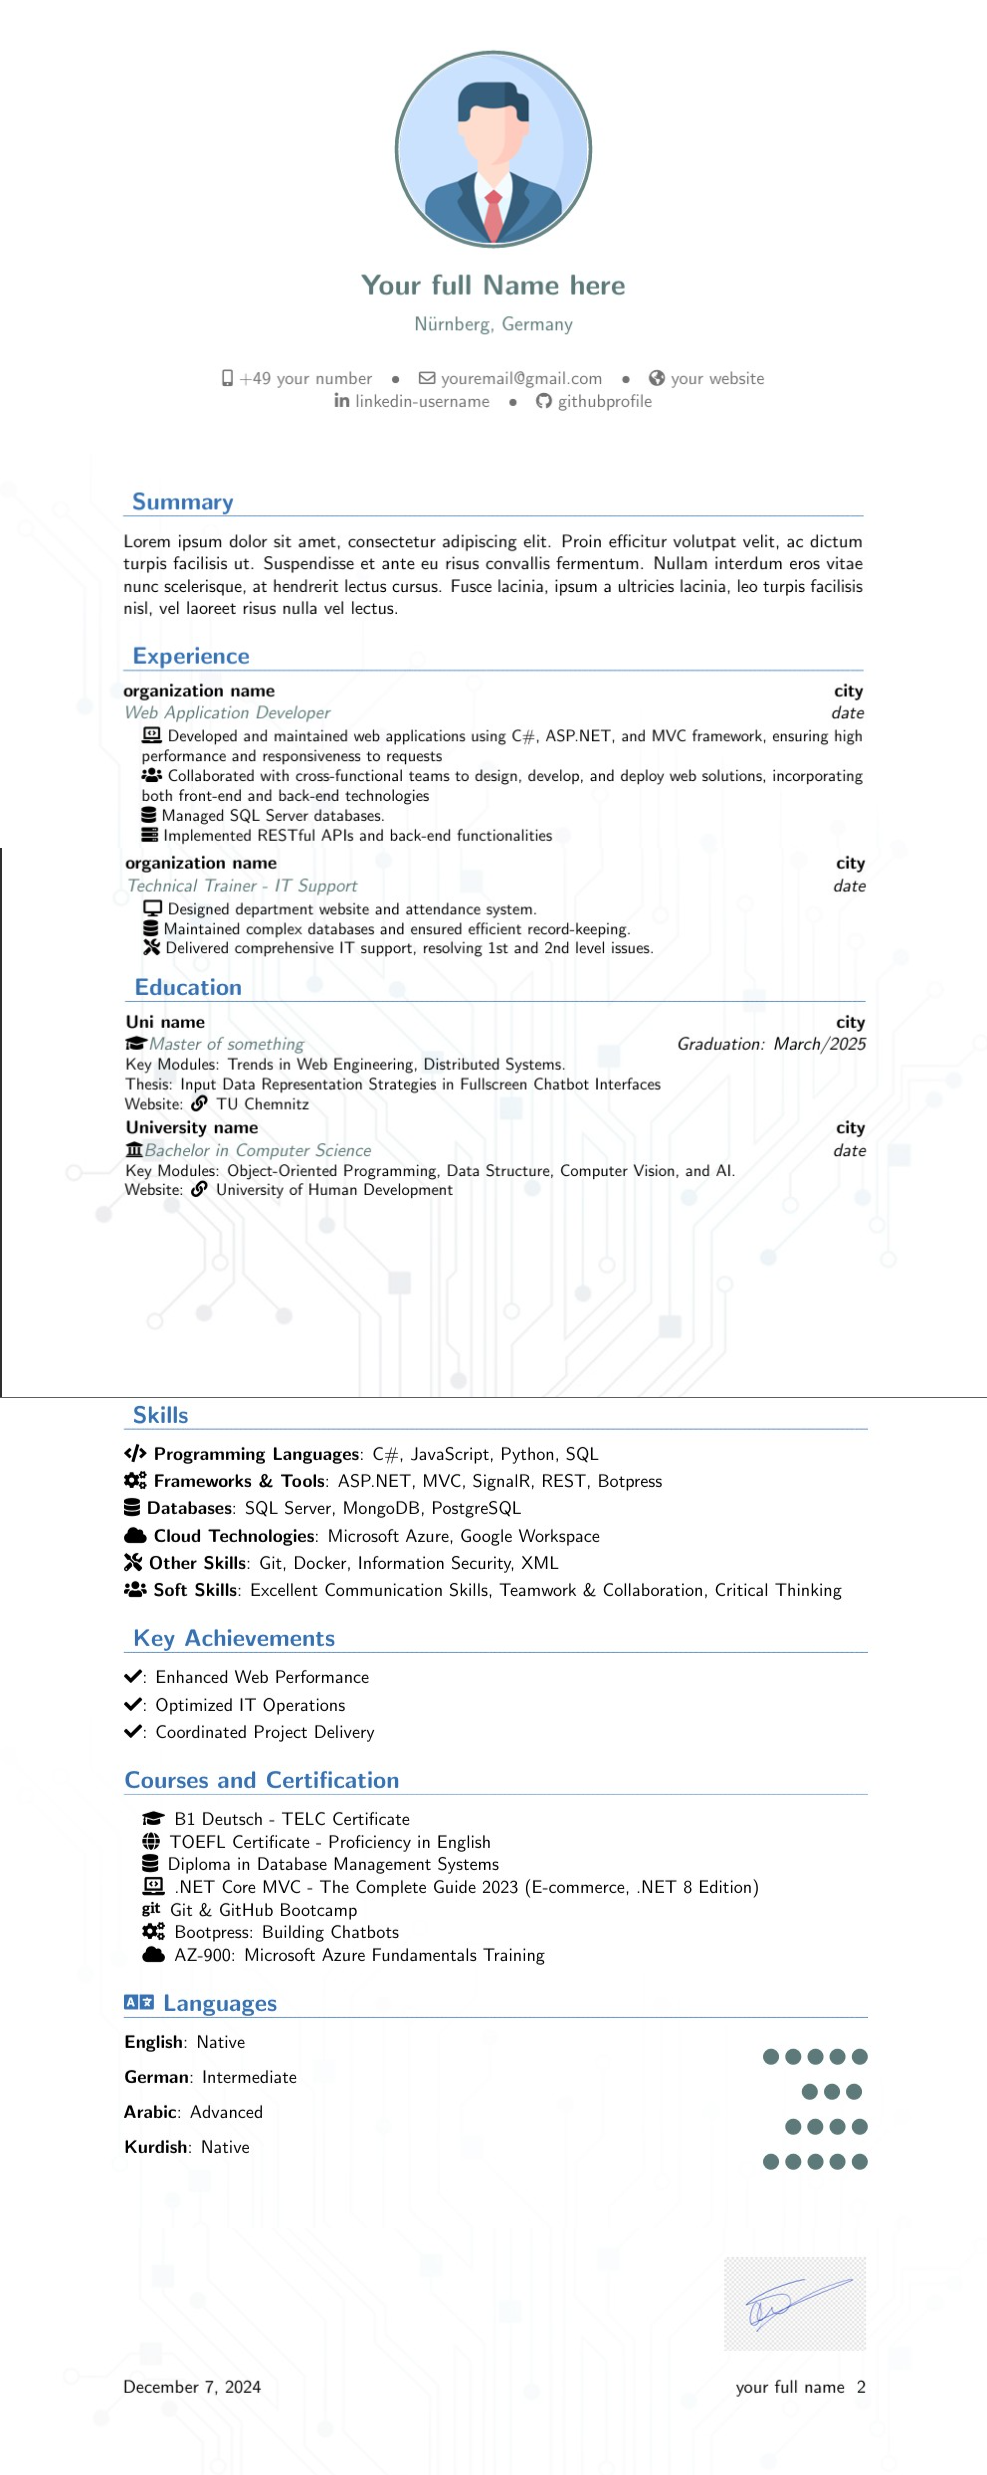 Your full Name here
Nürnberg, Germany
+49 your number ● youremail@gmail.com ● your website
linkedin-username ● githubprofile
Summary
Lorem ipsum dolor sit amet, consectetur adipiscing elit. Proin efficitur volutpat velit, ac dictum
turpis facilisis ut. Suspendisse et ante eu risus convallis fermentum. Nullam interdum eros vitae
nunc scelerisque, at hendrerit lectus cursus. Fusce lacinia, ipsum a ultricies lacinia, leo turpis facilisis
nisl, vel laoreet risus nulla vel lectus.
Experience
organization name city
Web Application Developer date
Developed and maintained web applications using C#, ASP.NET, and MVC framework, ensuring high
performance and responsiveness to requests
Collaborated with cross-functional teams to design, develop, and deploy web solutions, incorporating
both front-end and back-end technologies
Managed SQL Server databases.
Implemented RESTful APIs and back-end functionalities
organization name city
Technical Trainer - IT Support date
Designed department website and attendance system.
Maintained complex databases and ensured efficient record-keeping.
Delivered comprehensive IT support, resolving 1st and 2nd level issues.
Education
Uni name city
Master of something Graduation: March/2025
Key Modules: Trends in Web Engineering, Distributed Systems.
Thesis: Input Data Representation Strategies in Fullscreen Chatbot Interfaces
Website: TU Chemnitz
University name city
Bachelor in Computer Science date
Key Modules: Object-Oriented Programming, Data Structure, Computer Vision, and AI.
Website: University of Human Development
Skills
Programming Languages: C#, JavaScript, Python, SQL
Frameworks & Tools: ASP.NET, MVC, SignalR, REST, Botpress
Databases: SQL Server, MongoDB, PostgreSQL
Cloud Technologies: Microsoft Azure, Google Workspace
Other Skills: Git, Docker, Information Security, XML
Soft Skills: Excellent Communication Skills, Teamwork & Collaboration, Critical Thinking
Key Achievements
✔: Enhanced Web Performance
✔: Optimized IT Operations
✔: Coordinated Project Delivery
Courses and Certification
B1 Deutsch - TELC Certificate
TOEFL Certificate - Proficiency in English
Diploma in Database Management Systems
.NET Core MVC - The Complete Guide 2023 (E-commerce, .NET 8 Edition)
git Git & GitHub Bootcamp
Bootpress: Building Chatbots
AZ-900: Microsoft Azure Fundamentals Training
Languages
English: Native
German: Intermediate
Arabic: Advanced
Kurdish: Native
December 7, 2024 your full name 2